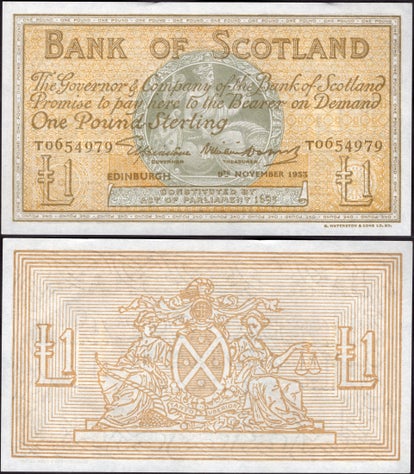 BANK OF SCOTLAND
The Governor & Company of the Bank of Scotland
Promise to pay here to the Bearer on Demand
One Pound Sterling
T0654979 T0654979
GOVERNOR TREASURER
EDINBURGH 9TH NOVEMBER 1953
£1 £1
CONSTITUTED BY
ACT OF PARLIAMENT 1695
G. WATERSTON & SONS LD. ED.
£1 £1